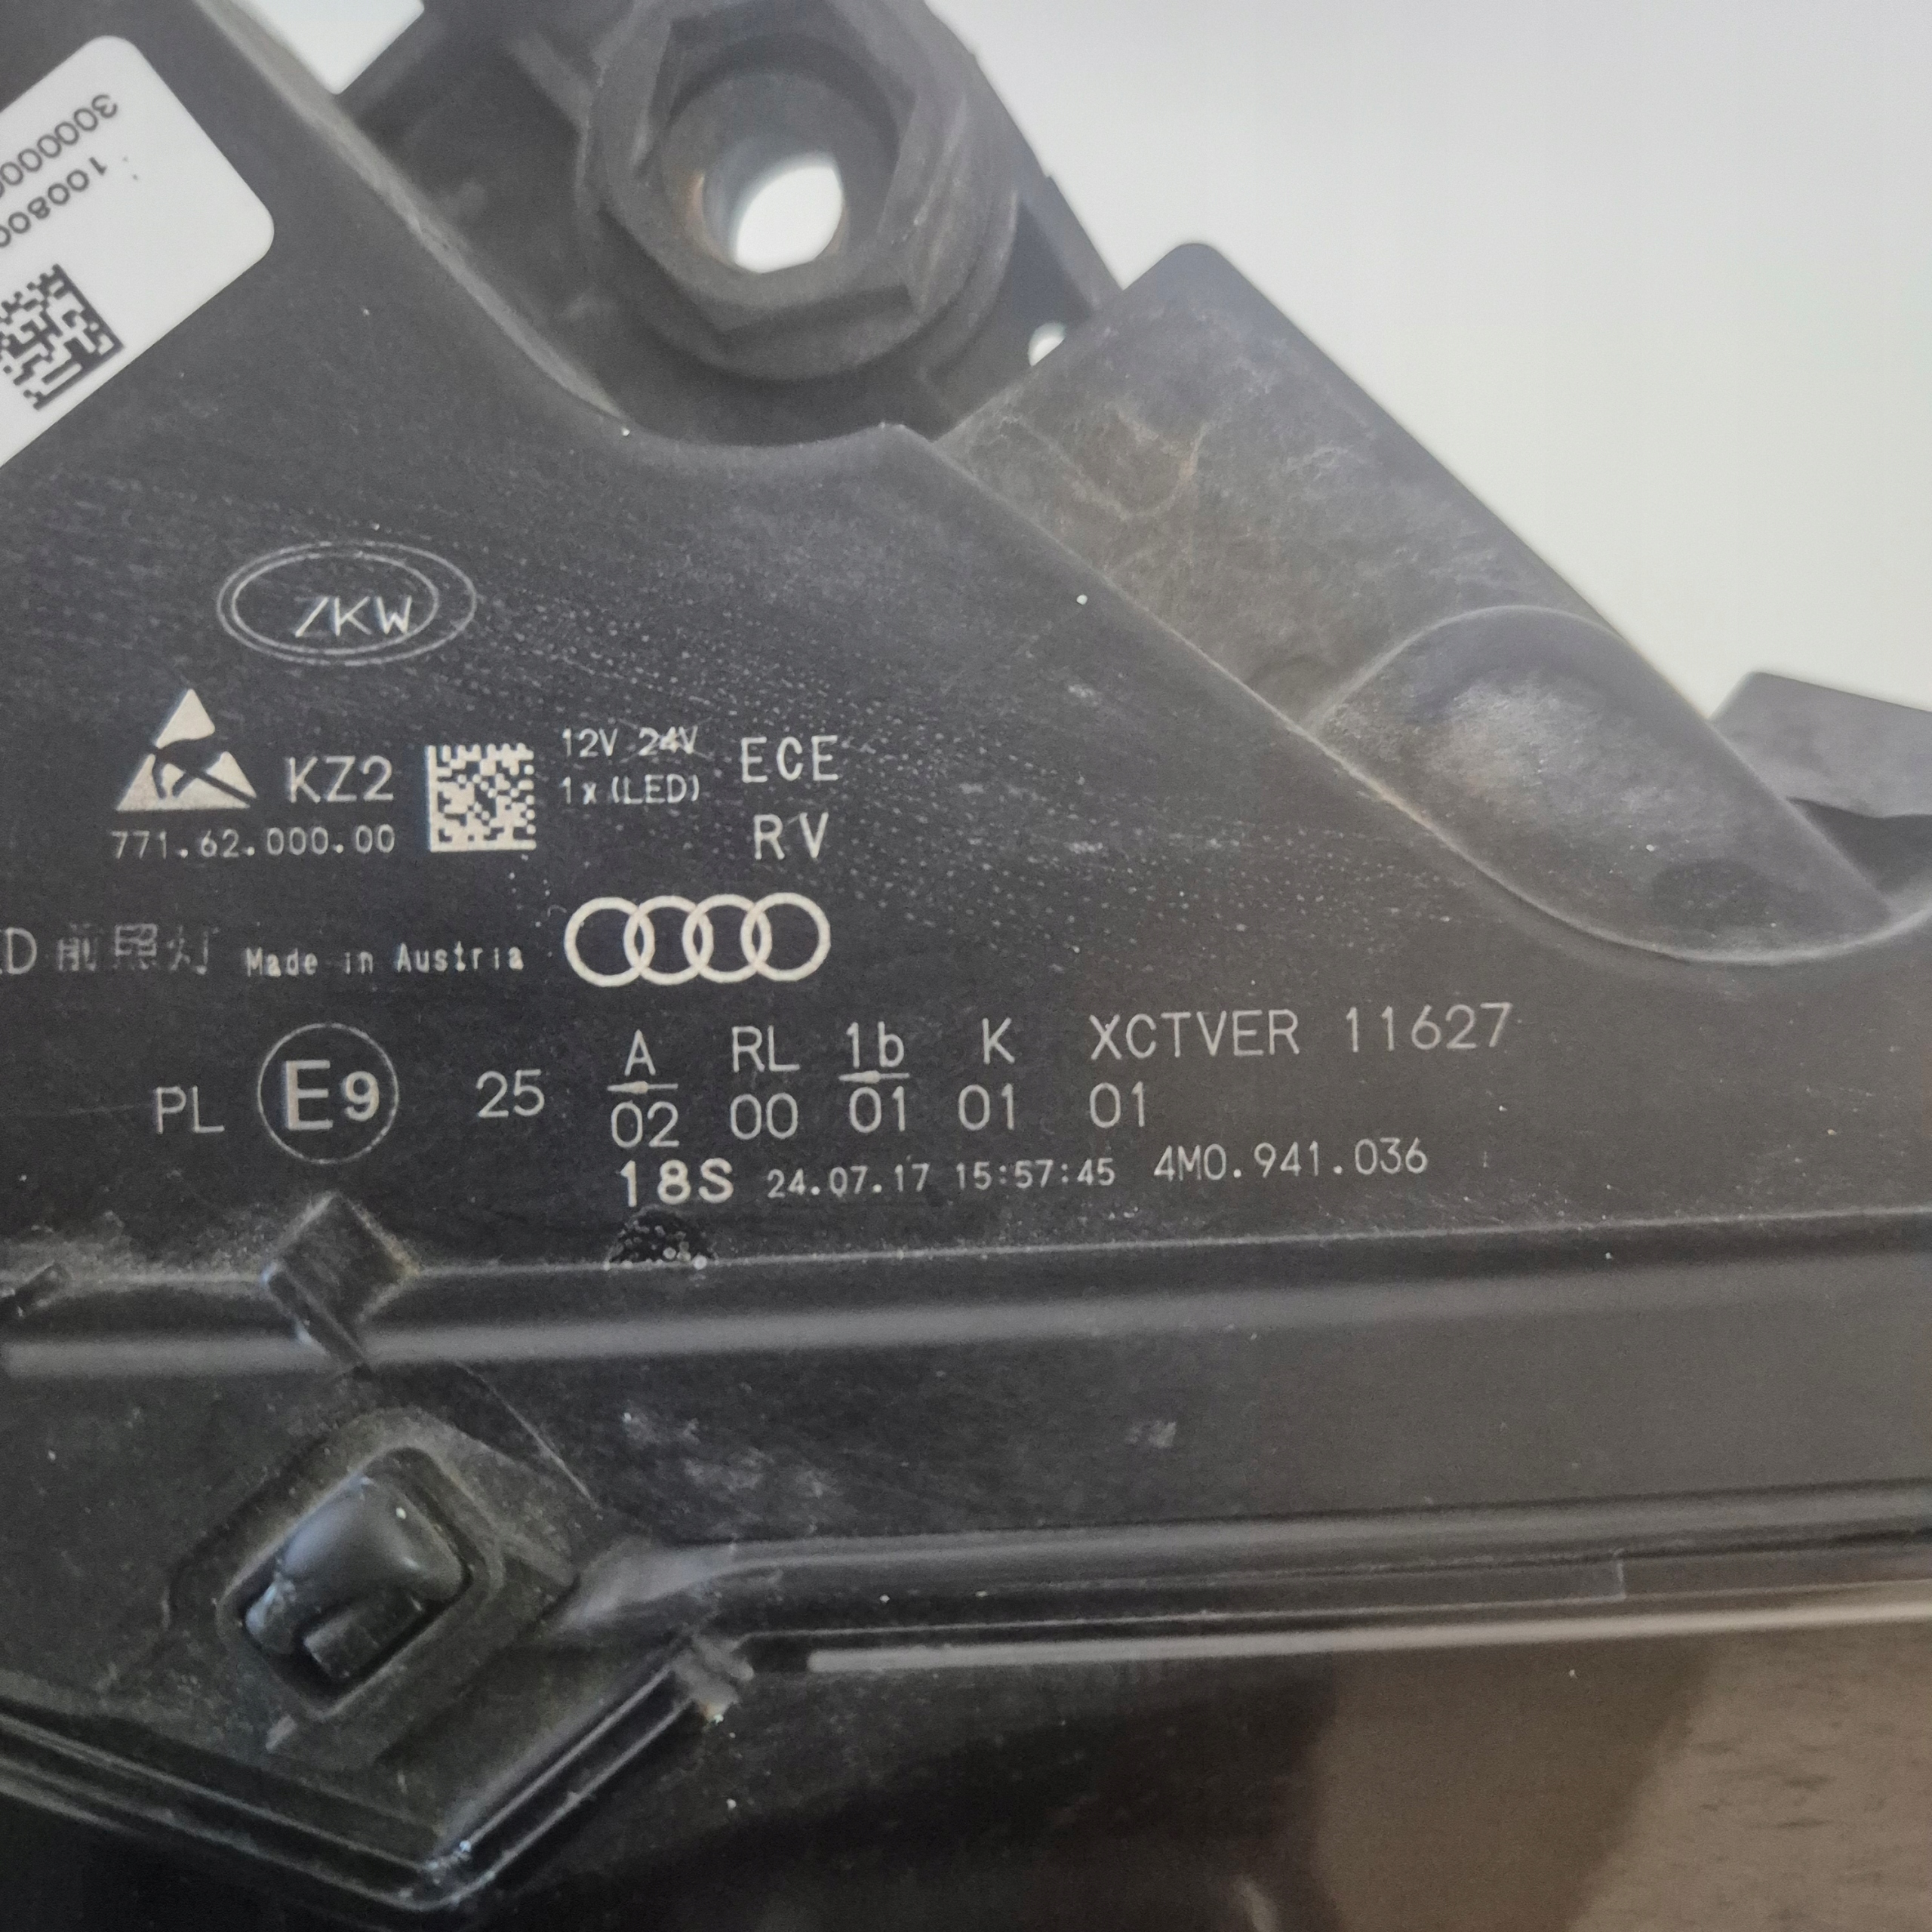 ZKW
KZ2
771.62.000.00
12V 24V
1x (LED)
ECE
RV
D 前照灯 Made in Austria
PL E9 25
A RL 1b K XCTVER 11627
02 00 01 01 01
18S 24.07.17 15:57:45 4M0.941.036